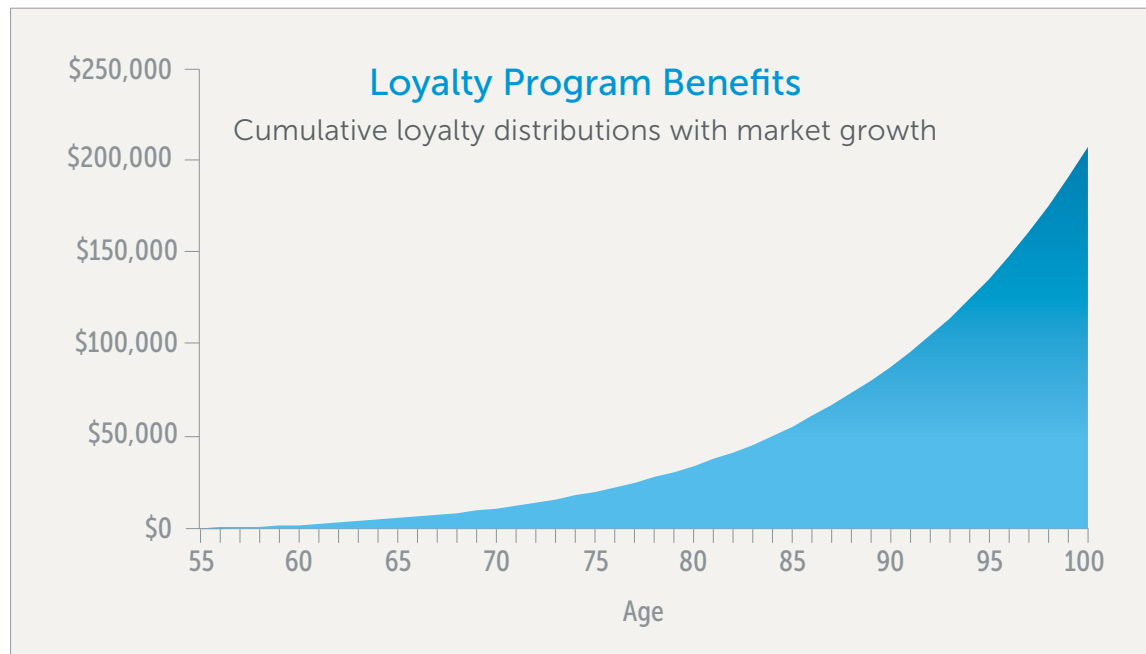 Loyalty Program Benefits
Cumulative loyalty distributions with market growth
$250,000
$200,000
$150,000
$100,000
$50,000
$0
55 60 65 70 75 80 85 90 95 100
Age